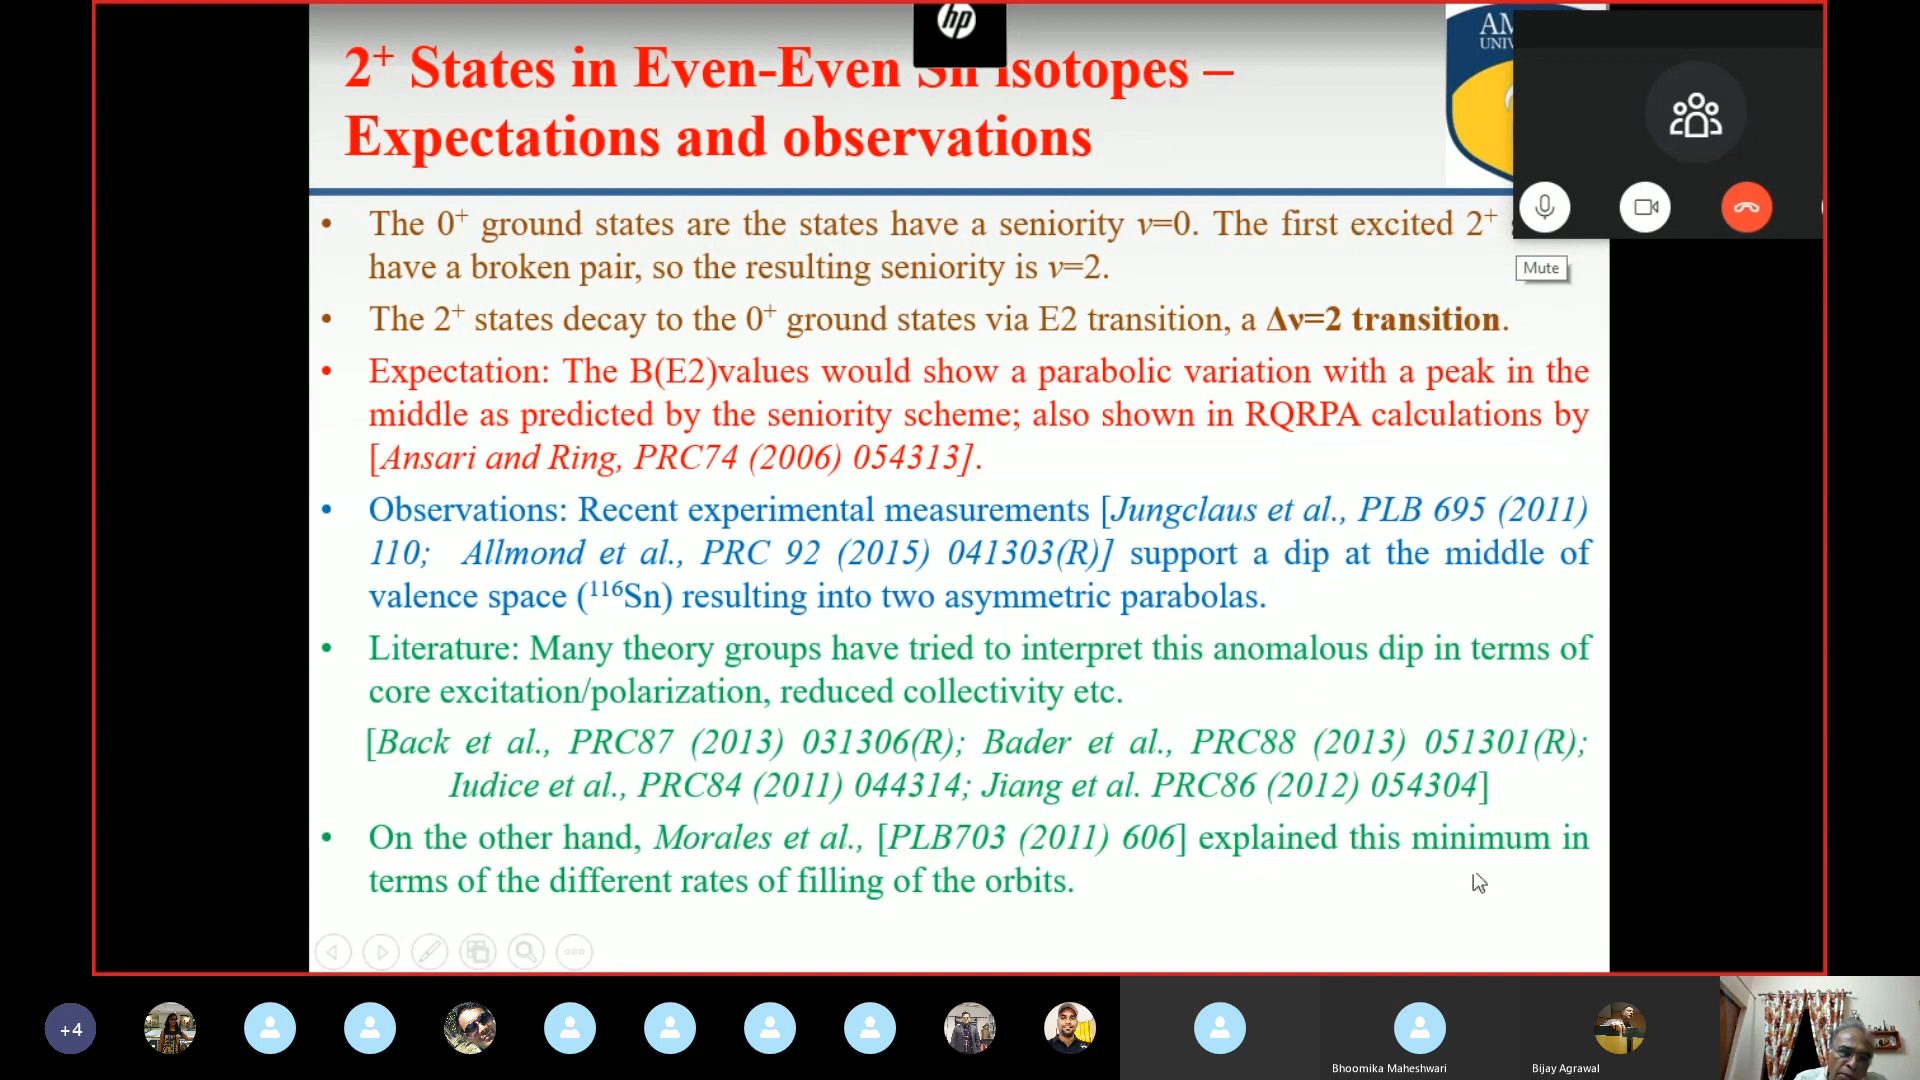 hp
2⁺ States in Even-Even Sn Isotopes –
Expectations and observations
AM
UNIV
• The 0⁺ ground states are the states have a seniority v=0. The first excited 2⁺
have a broken pair, so the resulting seniority is v=2.
Mute
• The 2⁺ states decay to the 0⁺ ground states via E2 transition, a Δv=2 transition.
• Expectation: The B(E2)values would show a parabolic variation with a peak in the
middle as predicted by the seniority scheme; also shown in RQRPA calculations by
[Ansari and Ring, PRC74 (2006) 054313].
• Observations: Recent experimental measurements [Jungclaus et al., PLB 695 (2011)
110; Allmond et al., PRC 92 (2015) 041303(R)] support a dip at the middle of
valence space (¹¹⁶Sn) resulting into two asymmetric parabolas.
• Literature: Many theory groups have tried to interpret this anomalous dip in terms of
core excitation/polarization, reduced collectivity etc.
[Back et al., PRC87 (2013) 031306(R); Bader et al., PRC88 (2013) 051301(R);
Iudice et al., PRC84 (2011) 044314; Jiang et al. PRC86 (2012) 054304]
• On the other hand, Morales et al., [PLB703 (2011) 606] explained this minimum in
terms of the different rates of filling of the orbits.
+4
Bhoomika Maheshwari
Bijay Agrawal